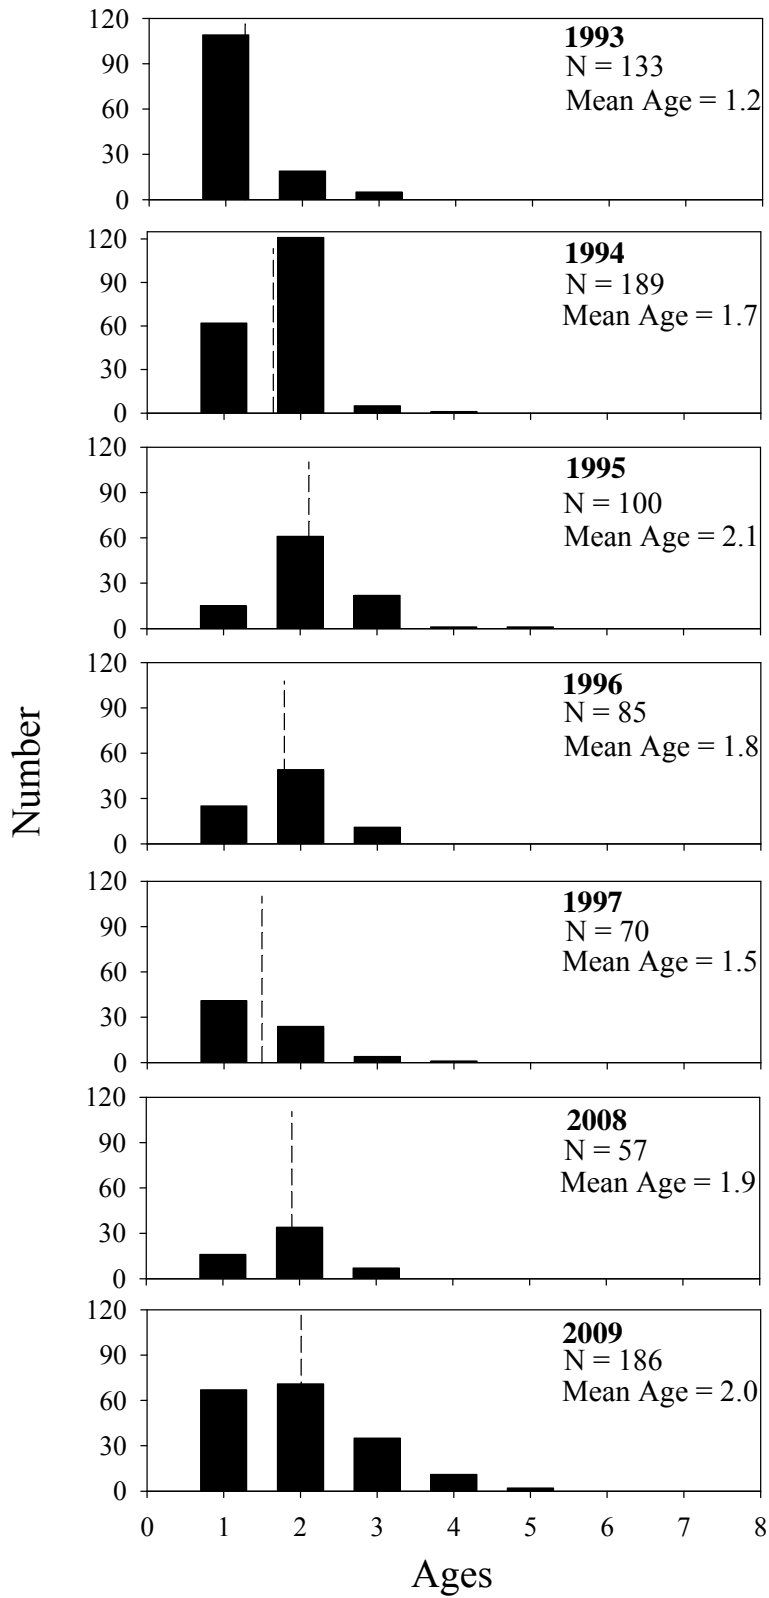 Number
120
90
60
30
0
1993
N = 133
Mean Age = 1.2
120
90
60
30
0
1994
N = 189
Mean Age = 1.7
120
90
60
30
0
1995
N = 100
Mean Age = 2.1
120
90
60
30
0
1996
N = 85
Mean Age = 1.8
120
90
60
30
0
1997
N = 70
Mean Age = 1.5
120
90
60
30
0
2008
N = 57
Mean Age = 1.9
120
90
60
30
0
2009
N = 186
Mean Age = 2.0
0 1 2 3 4 5 6 7 8
Ages